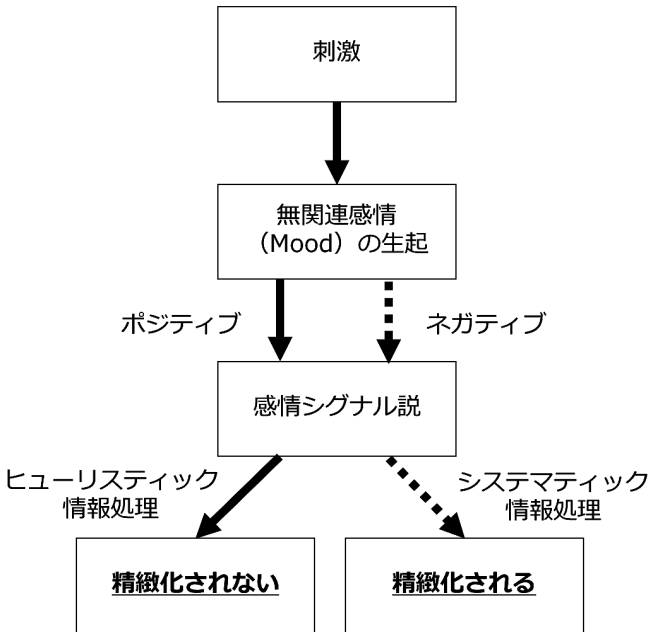 刺激
無関連感情
（Mood）の生起
ポジティブ
ネガティブ
感情シグナル説
ヒューリスティック
情報処理
システマティック
情報処理
精緻化されない
精緻化される